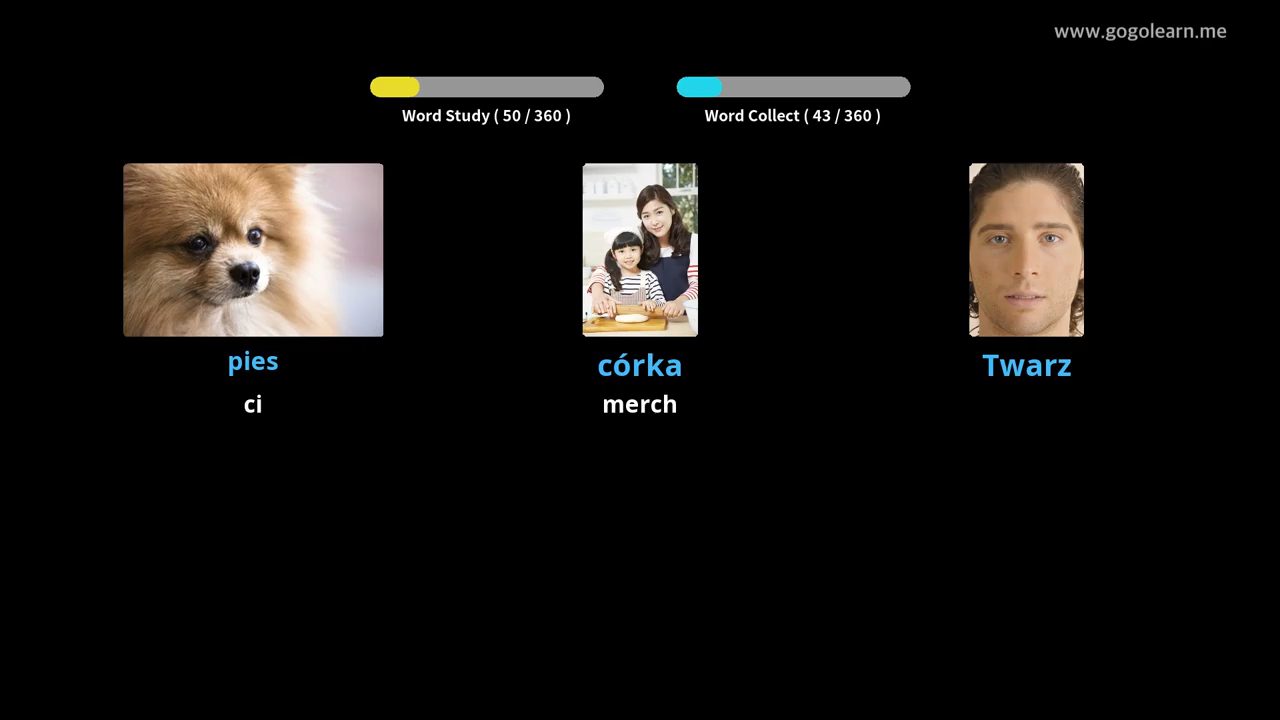 www.gogolearn.me
Word Study ( 50 / 360 )
Word Collect ( 43 / 360 )
pies
córka
Twarz
ci
merch